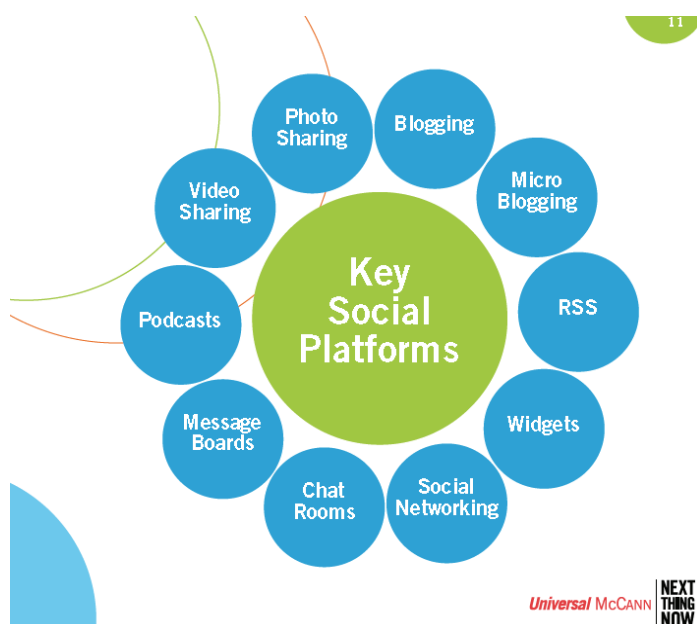 11
Photo
Sharing
Blogging
Video
Sharing
Micro
Blogging
Key
Social
Platforms
Podcasts
RSS
Message
Boards
Widgets
Chat
Rooms
Social
Networking
Universal McCANN
NEXT
THING
NOW